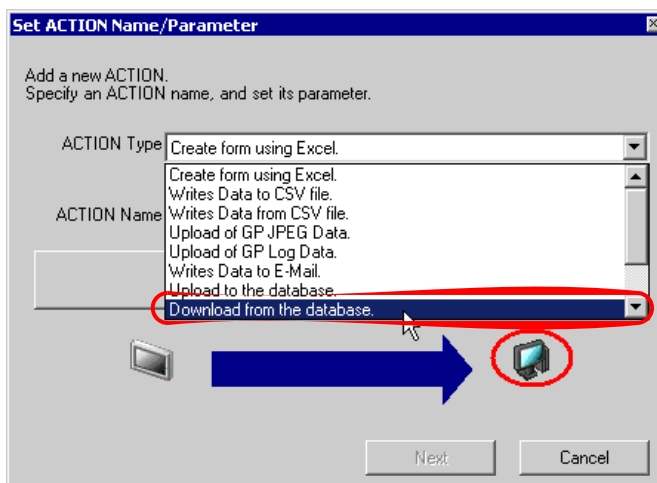 Set ACTION Name/Parameter
Add a new ACTION.
Specify an ACTION name, and set its parameter.
ACTION Type
Create form using Excel.
Create form using Excel.
Writes Data to CSV file.
ACTION Name
Writes Data from CSV file.
Upload of GP JPEG Data.
Upload of GP Log Data.
Writes Data to E-Mail.
Upload to the database.
Download from the database.
Next
Cancel